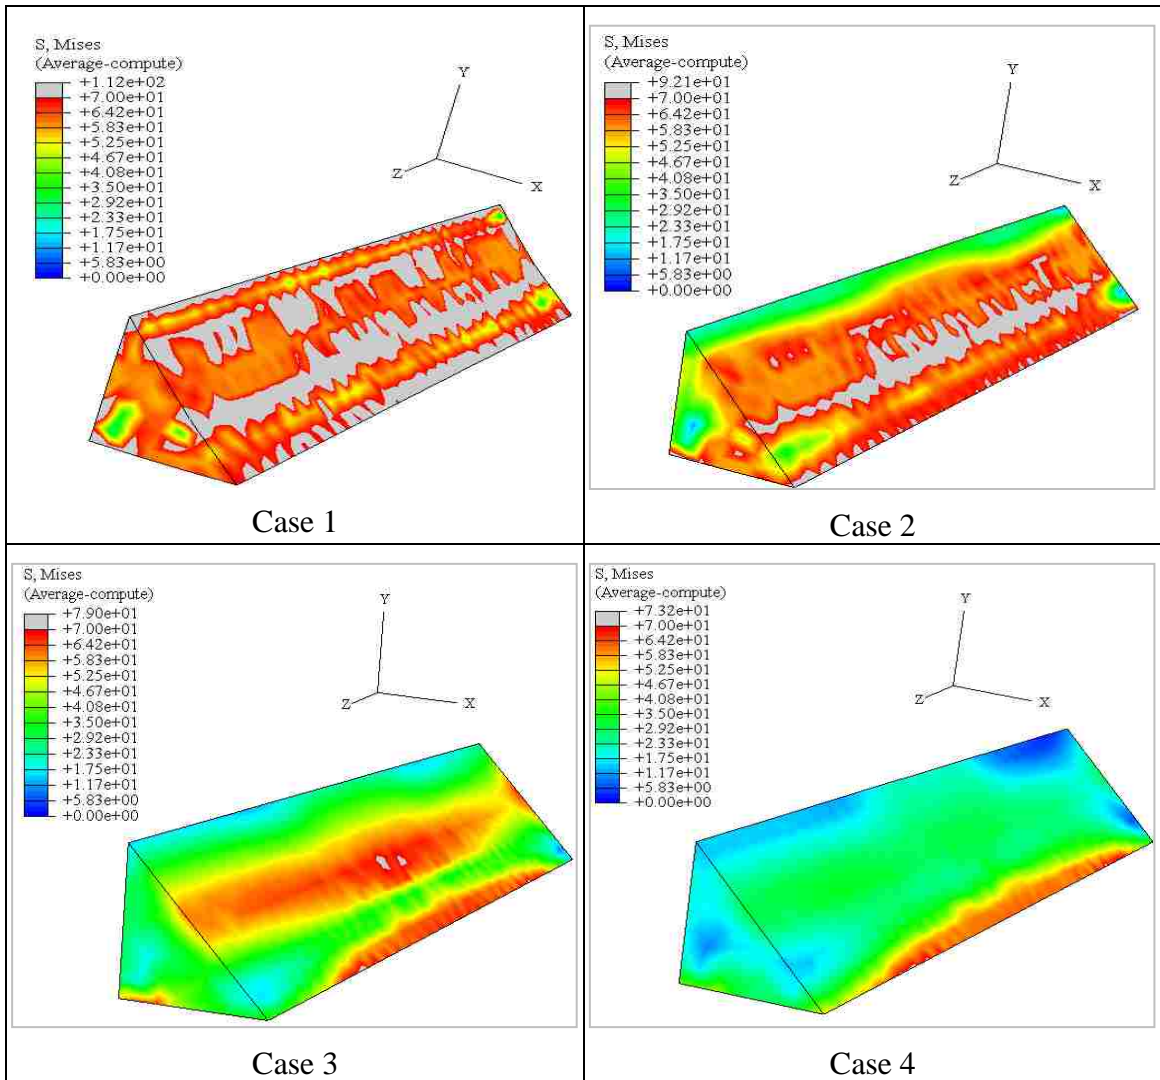 S, Mises
(Average-compute)
+1.12e+02
+7.00e+01
+6.42e+01
+5.83e+01
+5.25e+01
+4.67e+01
+4.08e+01
+3.50e+01
+2.92e+01
+2.33e+01
+1.75e+01
+1.17e+01
+5.83e+00
+0.00e+00
Y
Z
X
Case 1
S, Mises
(Average-compute)
+9.21e+01
+7.00e+01
+6.42e+01
+5.83e+01
+5.25e+01
+4.67e+01
+4.08e+01
+3.50e+01
+2.92e+01
+2.33e+01
+1.75e+01
+1.17e+01
+5.83e+00
+0.00e+00
Y
Z
X
Case 2
S, Mises
(Average-compute)
+7.90e+01
+7.00e+01
+6.42e+01
+5.83e+01
+5.25e+01
+4.67e+01
+4.08e+01
+3.50e+01
+2.92e+01
+2.33e+01
+1.75e+01
+1.17e+01
+5.83e+00
+0.00e+00
Y
Z
X
Case 3
S, Mises
(Average-compute)
+7.32e+01
+7.00e+01
+6.42e+01
+5.83e+01
+5.25e+01
+4.67e+01
+4.08e+01
+3.50e+01
+2.92e+01
+2.33e+01
+1.75e+01
+1.17e+01
+5.83e+00
+0.00e+00
Y
Z
X
Case 4